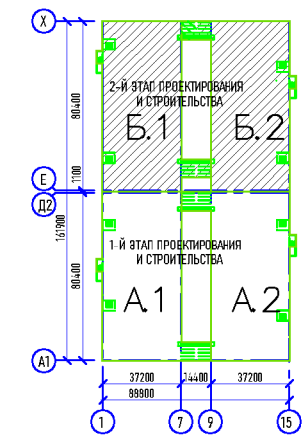 Х
2-й ЭТАП ПРОЕКТИРОВАНИЯ
И СТРОИТЕЛЬСТВА
Б.1
Б.2
80400
Е
1100
Д2
161900
1-й ЭТАП ПРОЕКТИРОВАНИЯ
И СТРОИТЕЛЬСТВА
80400
А.1
А.2
А1
37200
14400
37200
88800
1
7
9
15